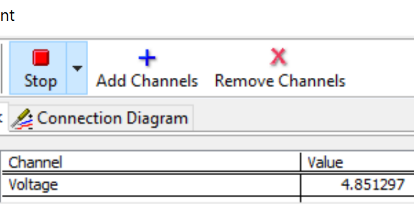 nt
Stop Add Channels Remove Channels
Connection Diagram
Channel Value
Voltage 4.851297